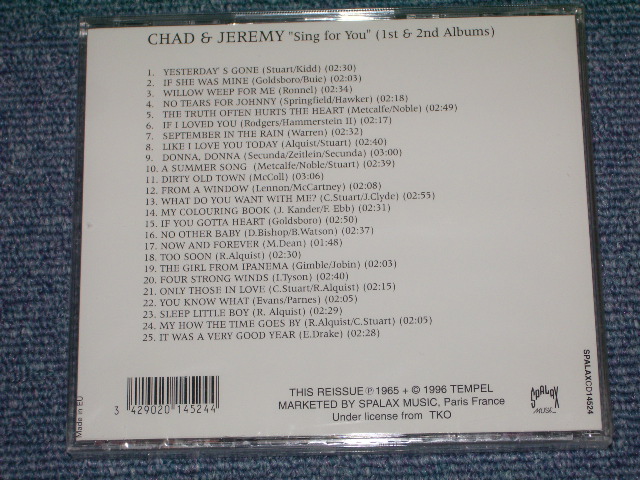 CHAD & JEREMY "Sing for You" (1st & 2nd Albums)
1. YESTERDAY'S GONE (Stuart/Kidd) (02:30)
2. IF SHE WAS MINE (Goldsboro/Buie) (02:03)
3. WILLOW WEEP FOR ME (Ronnel) (02:34)
4. NO TEARS FOR JOHNNY (Springfield/Hawker) (02:18)
5. THE TRUTH OFTEN HURTS THE HEART (Metcalfe/Noble) (02:49)
6. IF I LOVED YOU (Rodgers/Hammerstein II) (02:17)
7. SEPTEMBER IN THE RAIN (Warren) (02:32)
8. LIKE I LOVE YOU TODAY (Alquist/Stuart) (02:40)
9. DONNA, DONNA (Secunda/Zeitlein/Secunda) (03:00)
10. A SUMMER SONG (Metcalfe/Noble/Stuart) (02:39)
11. DIRTY OLD TOWN (McColl) (03:06)
12. FROM A WINDOW (Lennon/McCartney) (02:08)
13. WHAT DO YOU WANT WITH ME? (C.Stuart/J.Clyde) (02:55)
14. MY COLOURING BOOK (J. Kander/F. Ebb) (02:31)
15. IF YOU GOTTA HEART (Goldsboro) (02:50)
16. NO OTHER BABY (D.Bishop/B.Watson) (02:37)
17. NOW AND FOREVER (M.Dean) (01:48)
18. TOO SOON (R.Alquist) (02:30)
19. THE GIRL FROM IPANEMA (Gimble/Jobin) (02:03)
20. FOUR STRONG WINDS (I.Tyson) (02:40)
21. ONLY THOSE IN LOVE (C.Stuart/R.Alquist) (02:15)
22. YOU KNOW WHAT (Evans/Parnes) (02:05)
23. SLEEP LITTLE BOY (R. Alquist) (02:29)
24. MY HOW THE TIME GOES BY (R.Alquist/C.Stuart) (02:05)
25. IT WAS A VERY GOOD YEAR (E.Drake) (02:28)
Made in EU
3 429020 145244
THIS REISSUE ℗ 1965 + © 1996 TEMPEL
MARKETED BY SPALAX MUSIC, Paris France
Under license from TKO
SPALAX
MUSIC
SPALAXCD14524